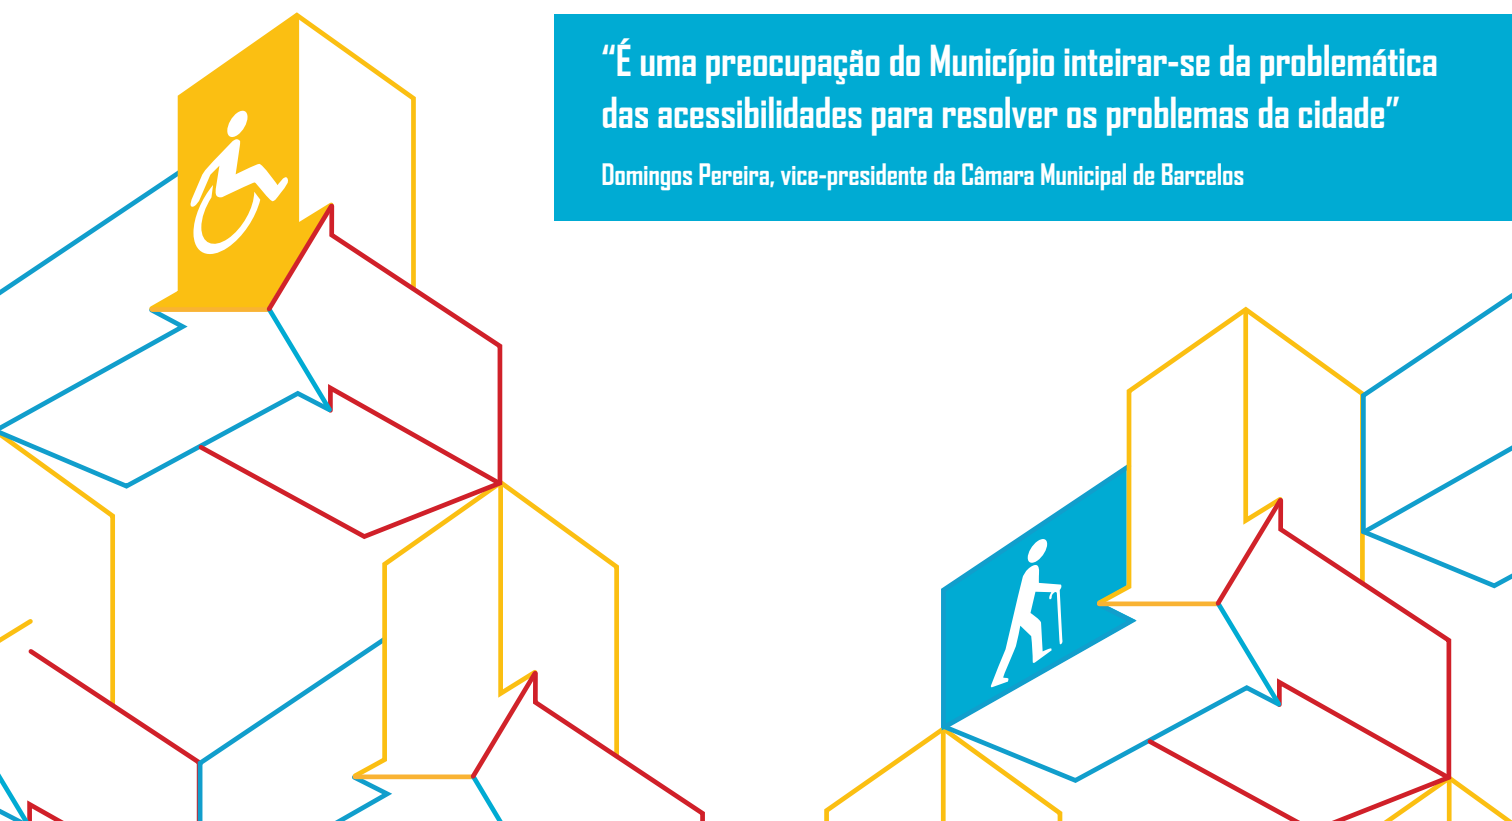 “É uma preocupação do Município inteirar-se da problemática
das acessibilidades para resolver os problemas da cidade”
Domingos Pereira, vice-presidente da Câmara Municipal de Barcelos